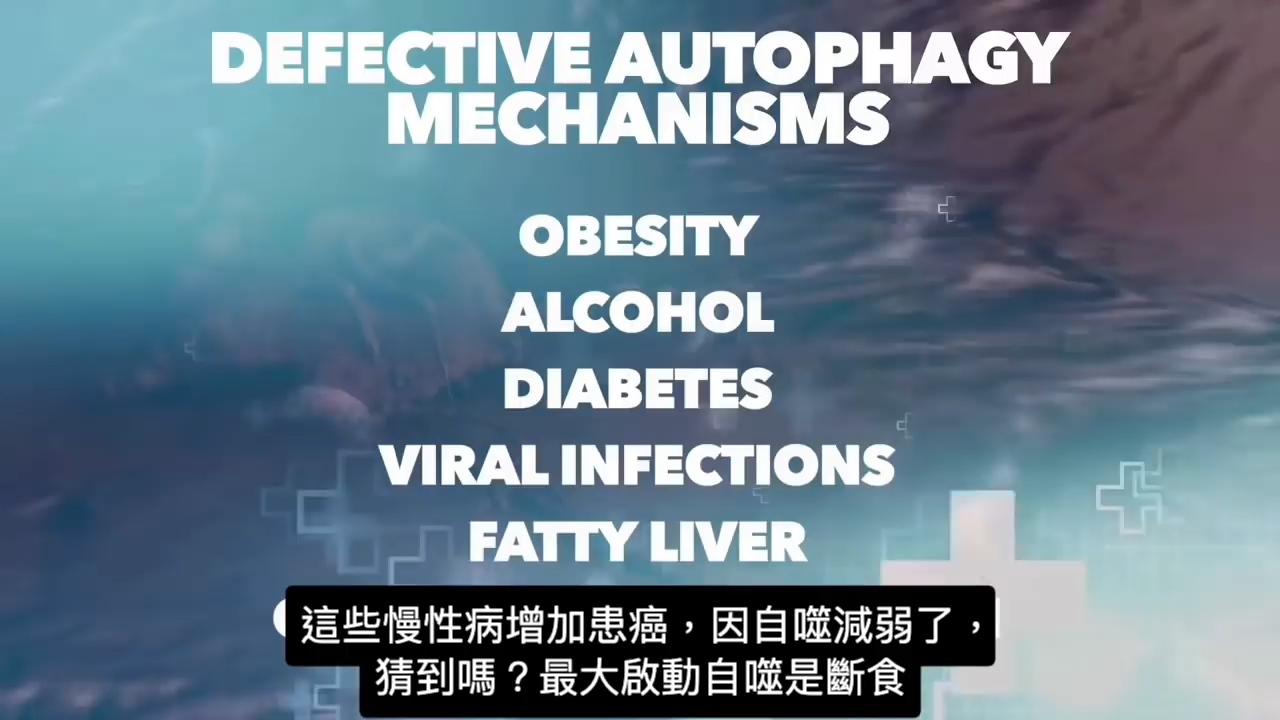 DEFECTIVE AUTOPHAGY
MECHANISMS
OBESITY
ALCOHOL
DIABETES
VIRAL INFECTIONS
FATTY LIVER
這些慢性病增加患癌，因自噬減弱了，
猜到嗎？最大啟動自噬是斷食